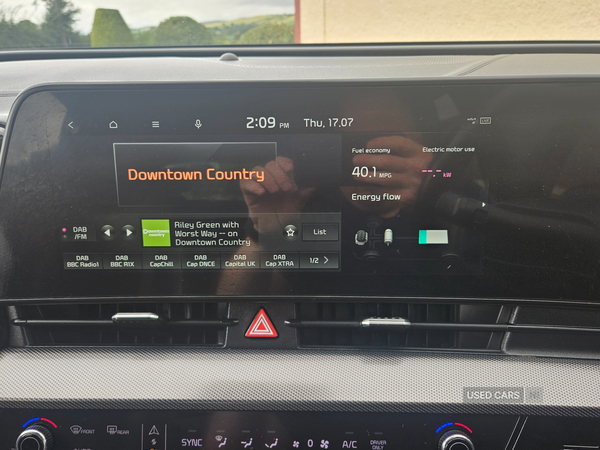 2:09 PM Thu, 17.07
Fuel economy
Electric motor use
40.1 MPG
--- kW
Energy flow
Downtown Country
DAB
/FM
Downtown
country
Riley Green with
Worst Way -- on
Downtown Country
List
DAB
BBC Radio1
DAB
BBC R1X
DAB
CapChill
DAB
Cap DNCE
DAB
Capital UK
DAB
Cap XTRA
1/2
USED CARS NI
FRONT
REAR
SYNC
0
A/C
DRIVER
ONLY